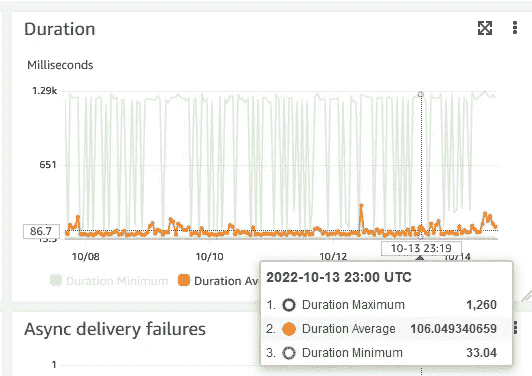 Duration
Milliseconds
1.29k
651
86.7
10-13 23:19
10/08 10/10 10/12 10/14
Duration Minimum Duration Av
2022-10-13 23:00 UTC
1. Duration Maximum 1,260
2. Duration Average 106.049340659
3. Duration Minimum 33.04
Async delivery failures
1